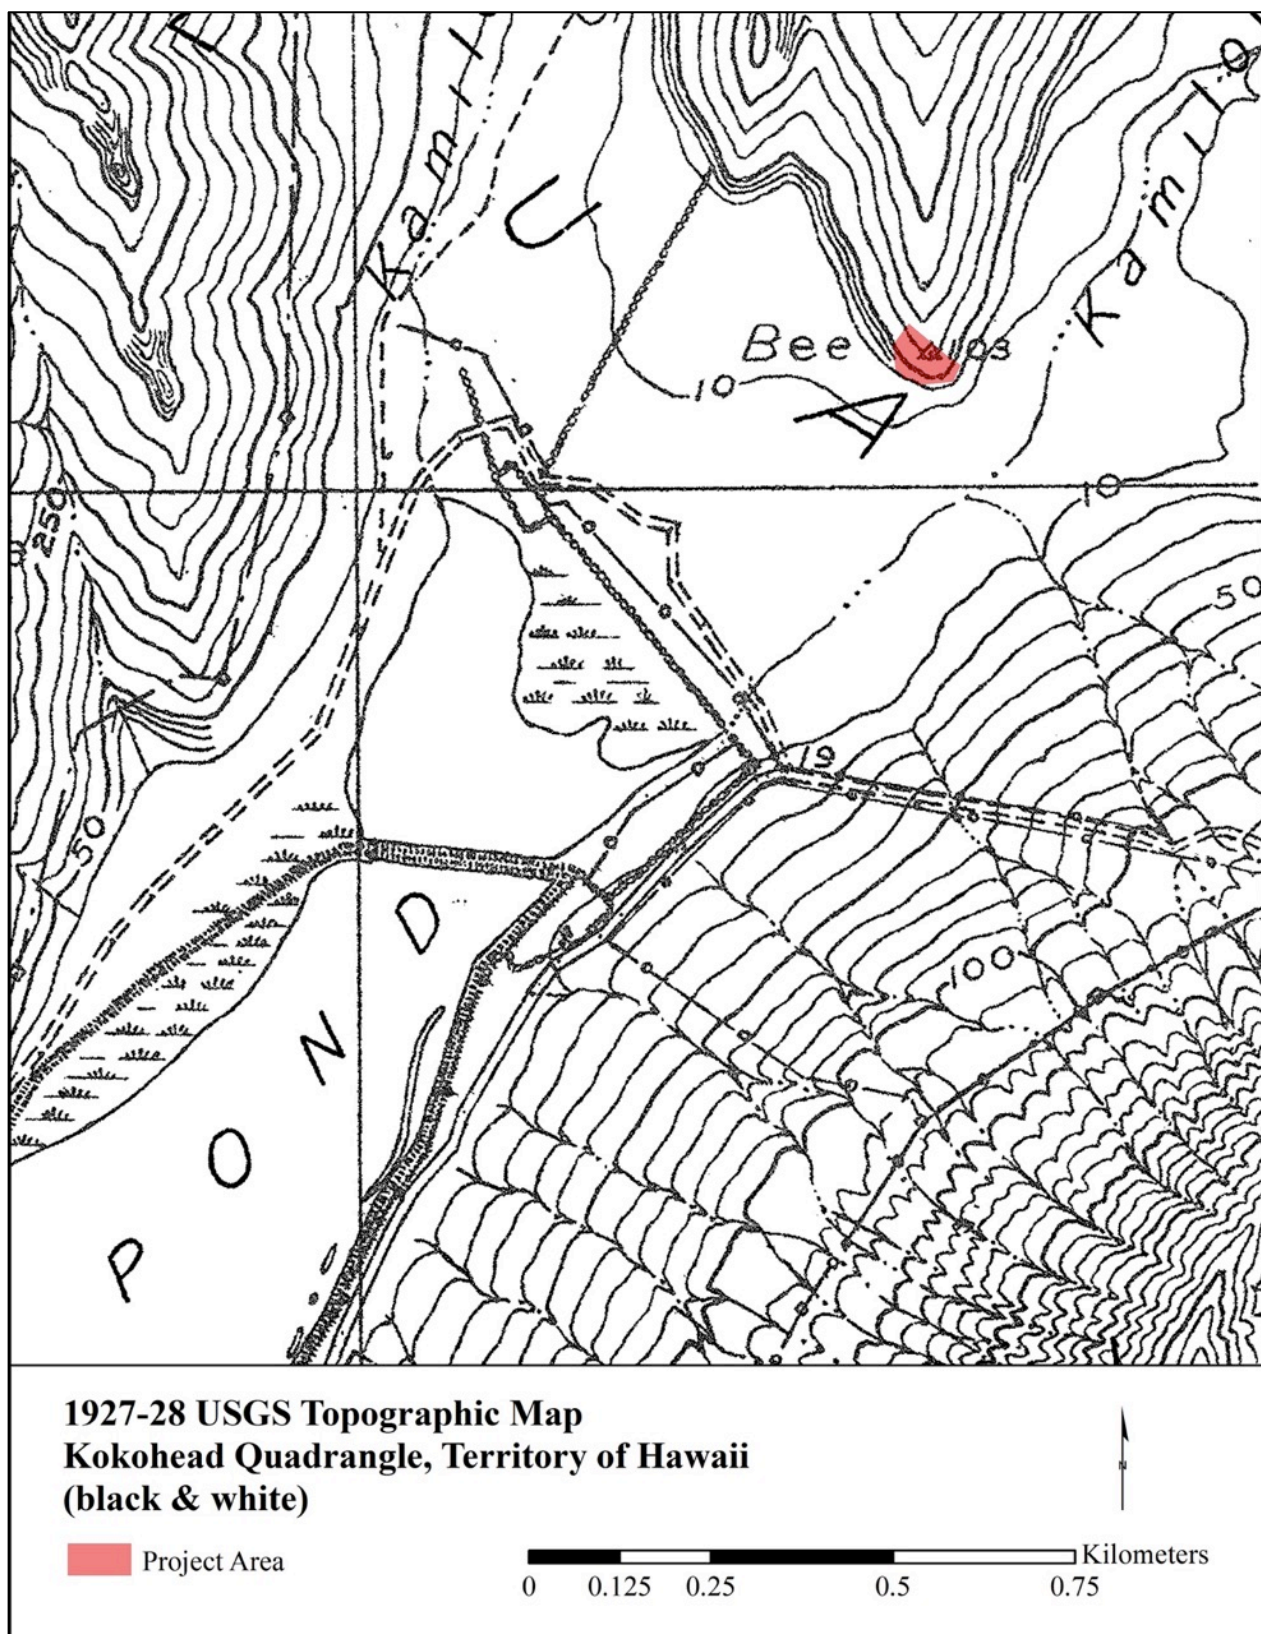 Kamilo
U
Kamilo
Bee
A
10
10
250
50
19
50
100
POND
1927-28 USGS Topographic Map
Kokohead Quadrangle, Territory of Hawaii
(black & white)
N
Project Area
Kilometers
0 0.125 0.25 0.5 0.75